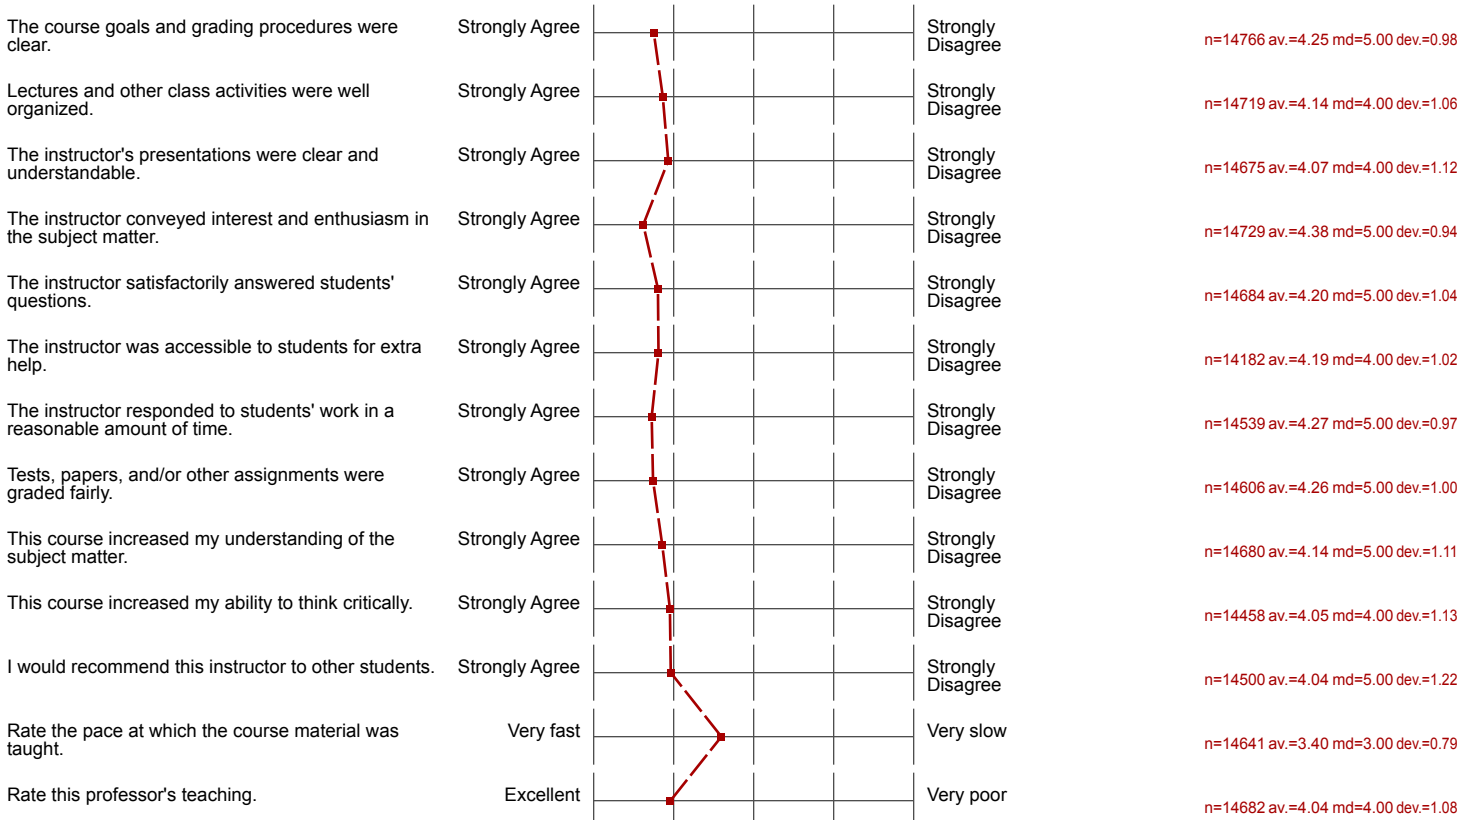 The course goals and grading procedures were
clear.
Strongly Agree
Strongly
Disagree
n=14766 av.=4.25 md=5.00 dev.=0.98
Lectures and other class activities were well
organized.
Strongly Agree
Strongly
Disagree
n=14719 av.=4.14 md=4.00 dev.=1.06
The instructor's presentations were clear and
understandable.
Strongly Agree
Strongly
Disagree
n=14675 av.=4.07 md=4.00 dev.=1.12
The instructor conveyed interest and enthusiasm in
the subject matter.
Strongly Agree
Strongly
Disagree
n=14729 av.=4.38 md=5.00 dev.=0.94
The instructor satisfactorily answered students'
questions.
Strongly Agree
Strongly
Disagree
n=14684 av.=4.20 md=5.00 dev.=1.04
The instructor was accessible to students for extra
help.
Strongly Agree
Strongly
Disagree
n=14182 av.=4.19 md=4.00 dev.=1.02
The instructor responded to students' work in a
reasonable amount of time.
Strongly Agree
Strongly
Disagree
n=14539 av.=4.27 md=5.00 dev.=0.97
Tests, papers, and/or other assignments were
graded fairly.
Strongly Agree
Strongly
Disagree
n=14606 av.=4.26 md=5.00 dev.=1.00
This course increased my understanding of the
subject matter.
Strongly Agree
Strongly
Disagree
n=14680 av.=4.14 md=5.00 dev.=1.11
This course increased my ability to think critically.
Strongly Agree
Strongly
Disagree
n=14458 av.=4.05 md=4.00 dev.=1.13
I would recommend this instructor to other students.
Strongly Agree
Strongly
Disagree
n=14500 av.=4.04 md=5.00 dev.=1.22
Rate the pace at which the course material was
taught.
Very fast
Very slow
n=14641 av.=3.40 md=3.00 dev.=0.79
Rate this professor's teaching.
Excellent
Very poor
n=14682 av.=4.04 md=4.00 dev.=1.08